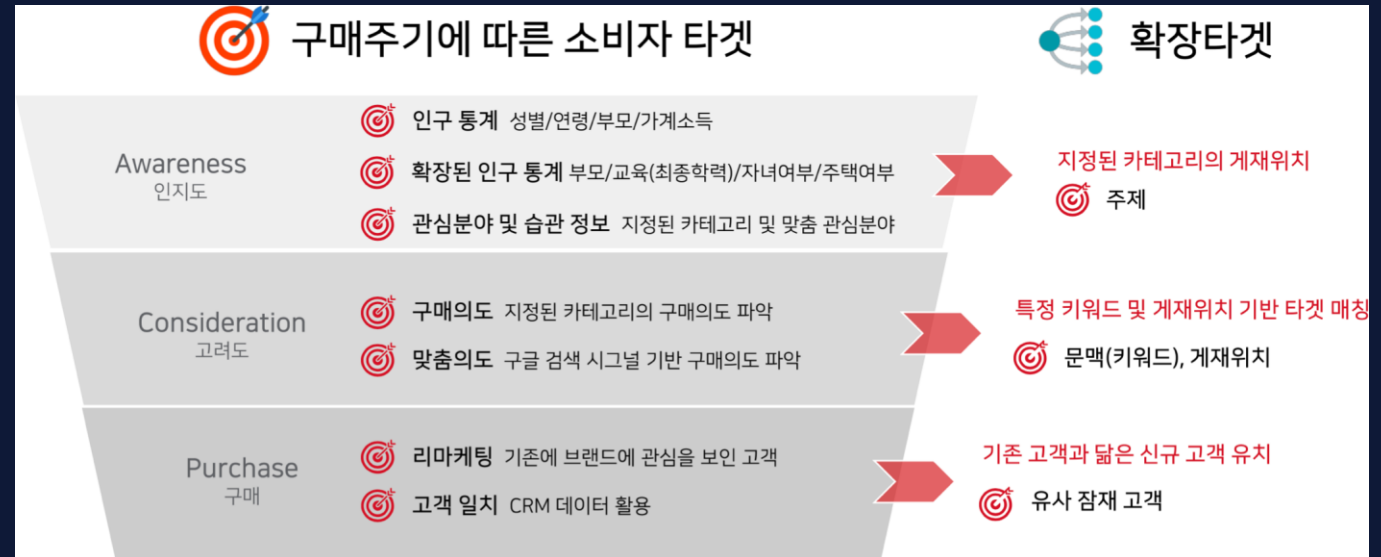 구매주기에 따른 소비자 타겟
확장타겟
Awareness
인지도
인구 통계 성별/연령/부모/가계소득
확장된 인구 통계 부모/교육(최종학력)/자녀여부/주택여부
관심분야 및 습관 정보 지정된 카테고리 및 맞춤 관심분야
지정된 카테고리의 게재위치
주제
Consideration
고려도
구매의도 지정된 카테고리의 구매의도 파악
맞춤의도 구글 검색 시그널 기반 구매의도 파악
특정 키워드 및 게재위치 기반 타겟 매칭
문맥(키워드), 게재위치
Purchase
구매
리마케팅 기존에 브랜드에 관심을 보인 고객
고객 일치 CRM 데이터 활용
기존 고객과 닮은 신규 고객 유치
유사 잠재 고객